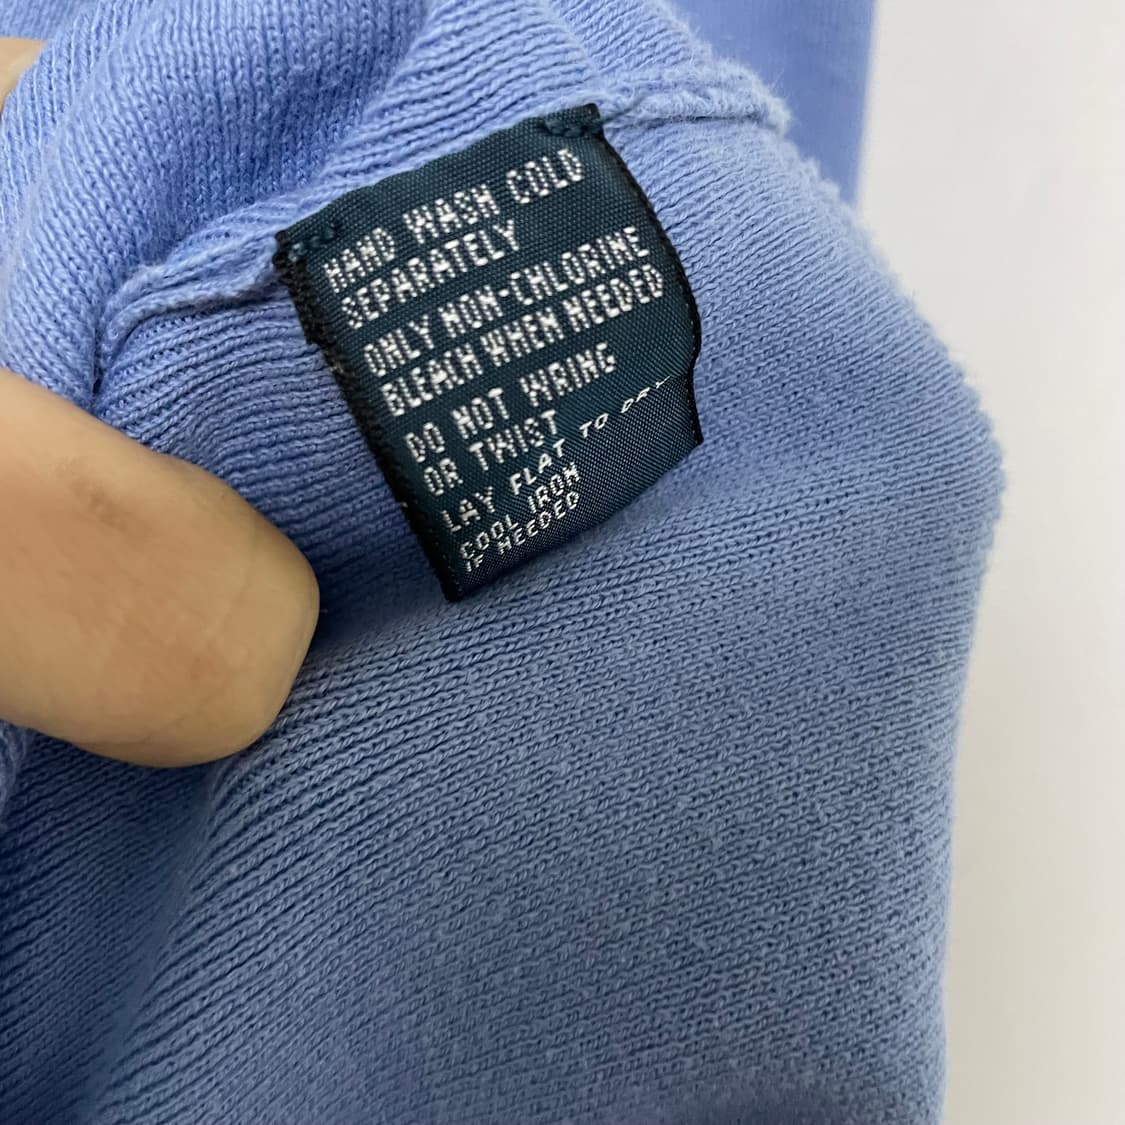 HAND WASH COLD
SEPARATELY
ONLY NON-CHLORINE
BLEACH WHEN NEEDED
DO NOT WRING
OR TWIST
LAY FLAT TO DRY
COOL IRON
IF NEEDED